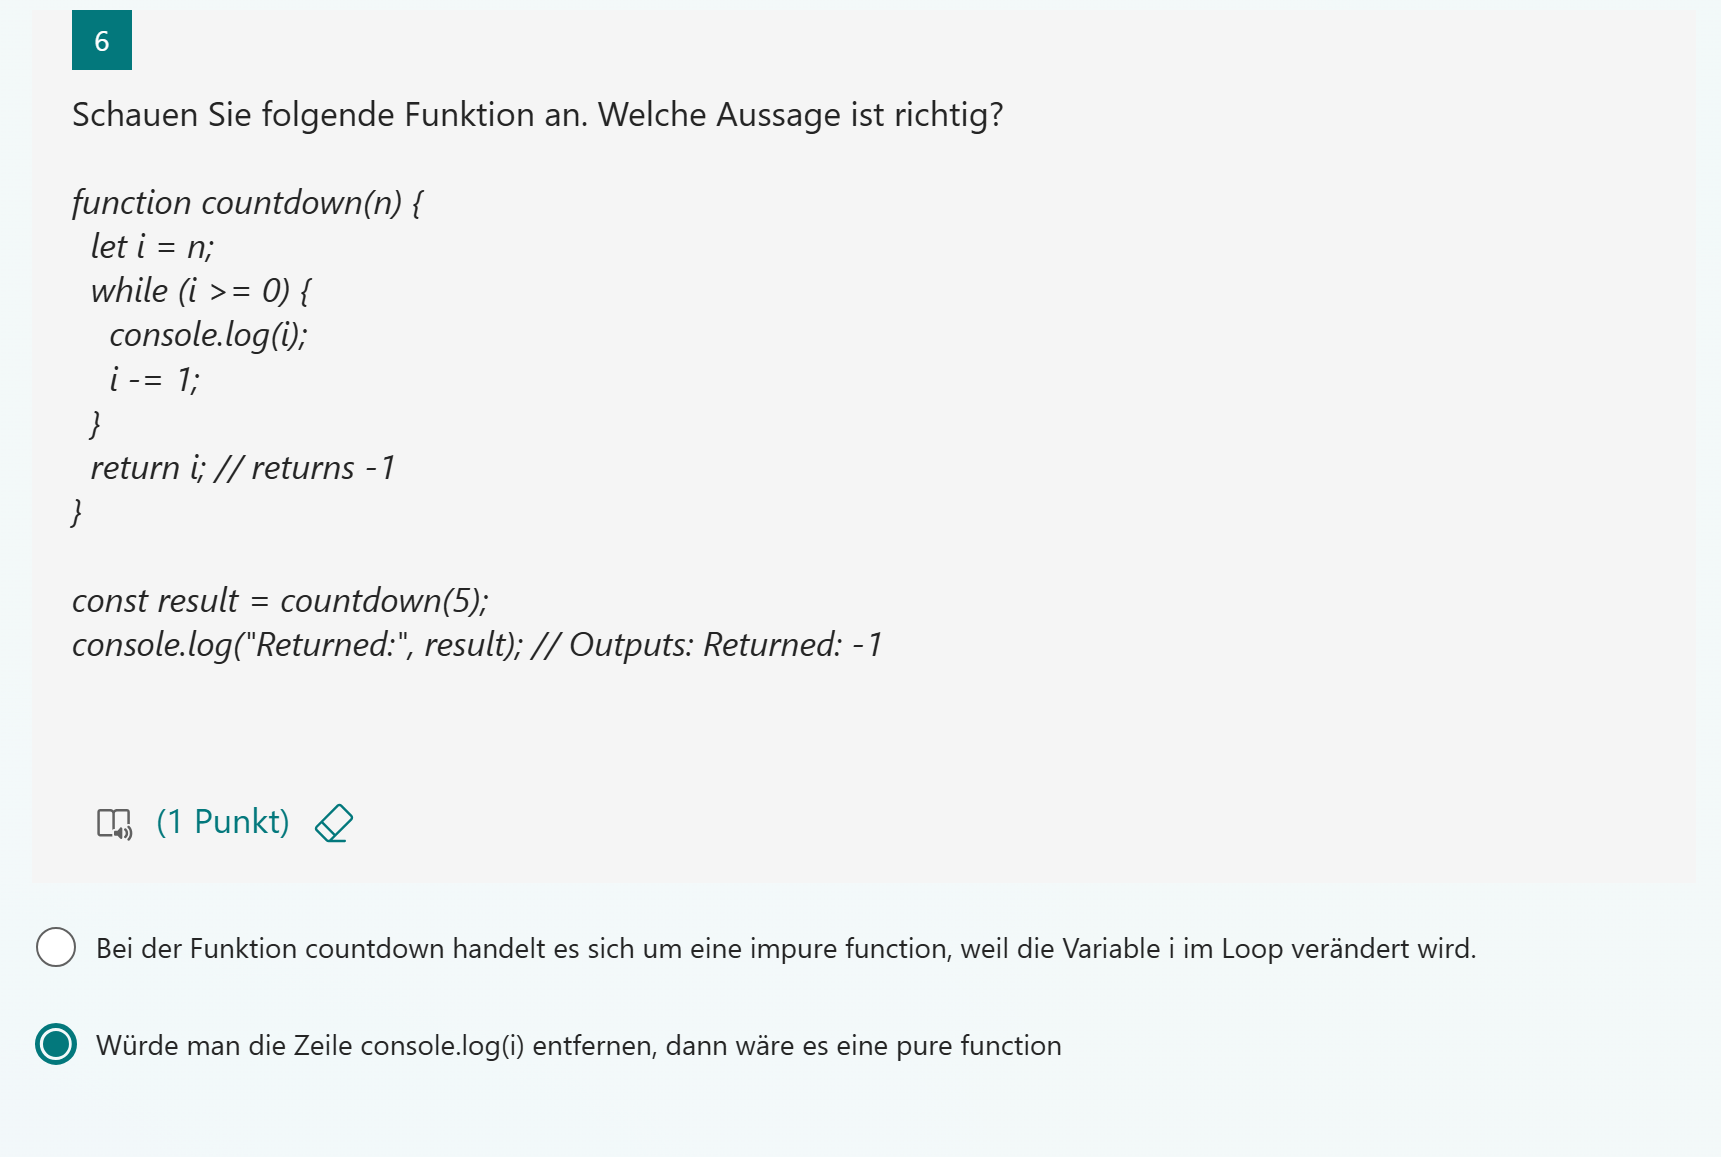 6
Schauen Sie folgende Funktion an. Welche Aussage ist richtig?
function countdown(n) {
let i = n;
while (i >= 0) {
console.log(i);
i -= 1;
}
return i; // returns -1
}
const result = countdown(5);
console.log("Returned:", result); // Outputs: Returned: -1
(1 Punkt)
Bei der Funktion countdown handelt es sich um eine impure function, weil die Variable i im Loop verändert wird.
Würde man die Zeile console.log(i) entfernen, dann wäre es eine pure function